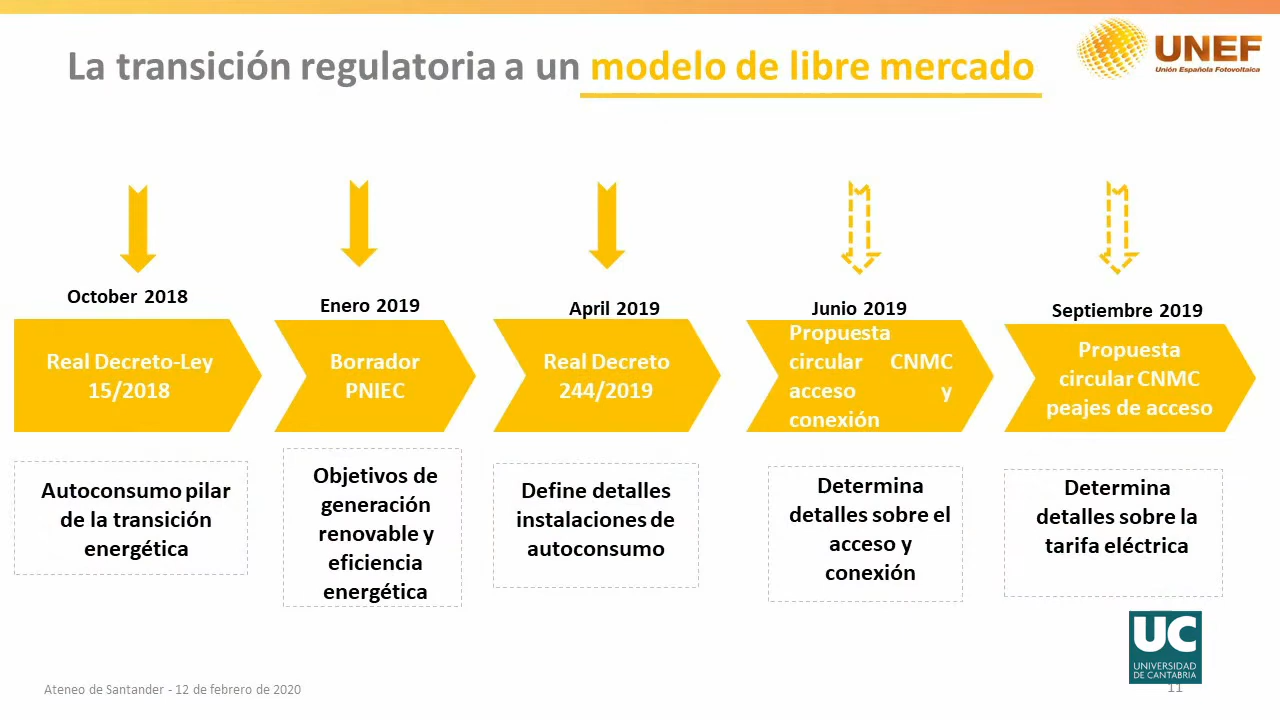 La transición regulatoria a un modelo de libre mercado
UNEF
Unión Española Fotovoltaica
October 2018
Real Decreto-Ley
15/2018
Autoconsumo pilar
de la transición
energética
Enero 2019
Borrador
PNIEC
Objetivos de
generación
renovable y
eficiencia
energética
April 2019
Real Decreto
244/2019
Define detalles
instalaciones de
autoconsumo
Junio 2019
Propuesta
circular CNMC
acceso y
conexión
Determina
detalles sobre el
acceso y
conexión
Septiembre 2019
Propuesta
circular CNMC
peajes de acceso
Determina
detalles sobre la
tarifa eléctrica
UC
UNIVERSIDAD
DE CANTABRIA
Ateneo de Santander - 12 de febrero de 2020
11